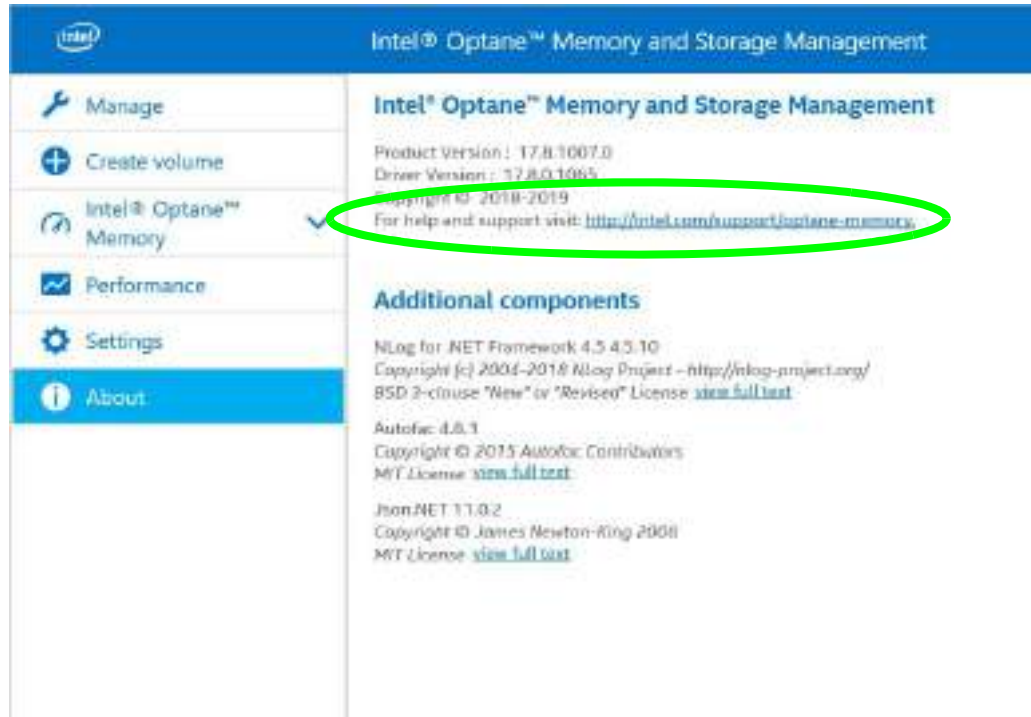 intel
Intel® Optane™ Memory and Storage Management
Manage
Create volume
Intel® Optane™
Memory
Performance
Settings
About
Intel® Optane™ Memory and Storage Management
Product Version : 17.8.1007.0
Driver Version : 17.8.0.1065
Copyright © 2018-2019
For help and support visit: http://intel.com/support/optane-memory.
Additional components
NLog for .NET Framework 4.5 4.5.10
Copyright (c) 2004-2018 NLog Project - http://nlog-project.org/
BSD 3-clause "New" or "Revised" License view full text
Autofac
Copyright © 2015 Autofac Contributors
MIT License view full text
Json.NET 11.0.2
Copyright © James Newton-King 2008
MIT License view full text